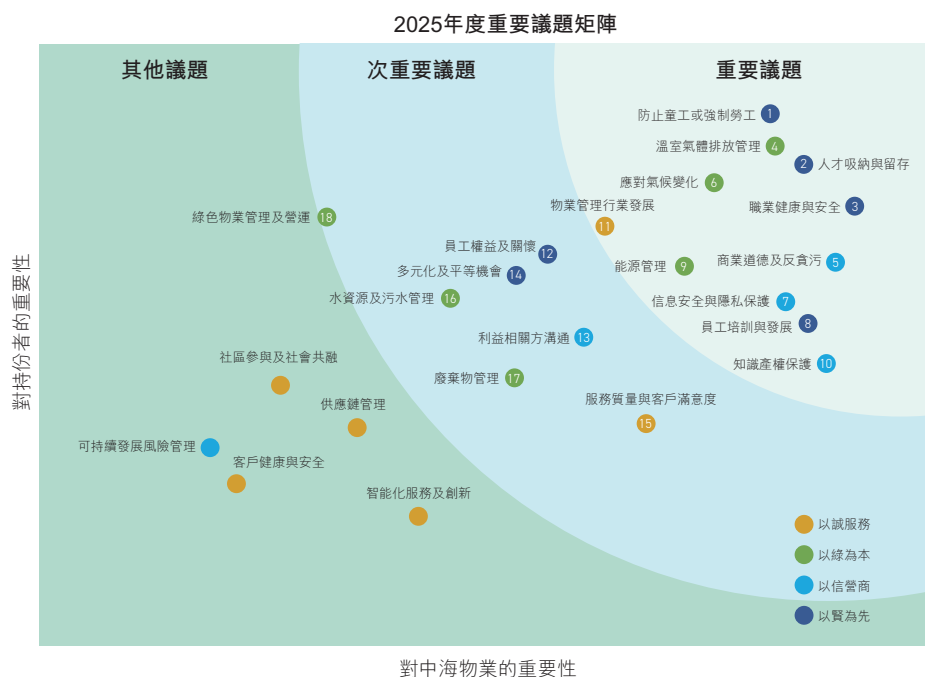 2025年度重要議題矩陣
其他議題
次重要議題
重要議題
防止童工或強制勞工
1
溫室氣體排放管理
4
2
人才吸納與留存
應對氣候變化
6
物業管理行業發展
11
職業健康與安全
3
綠色物業管理及營運
18
員工權益及關懷
12
多元化及平等機會
14
能源管理
9
商業道德及反貪污
5
水資源及污水管理
16
信息安全與隱私保護
7
員工培訓與發展
8
利益相關方溝通
13
社區參與及社會共融
廢棄物管理
17
知識產權保護
10
供應鏈管理
服務質量與客戶滿意度
15
可持續發展風險管理
客戶健康與安全
智能化服務及創新
以誠服務
以綠為本
以信營商
以賢為先
對持份者的重要性
對中海物業的重要性